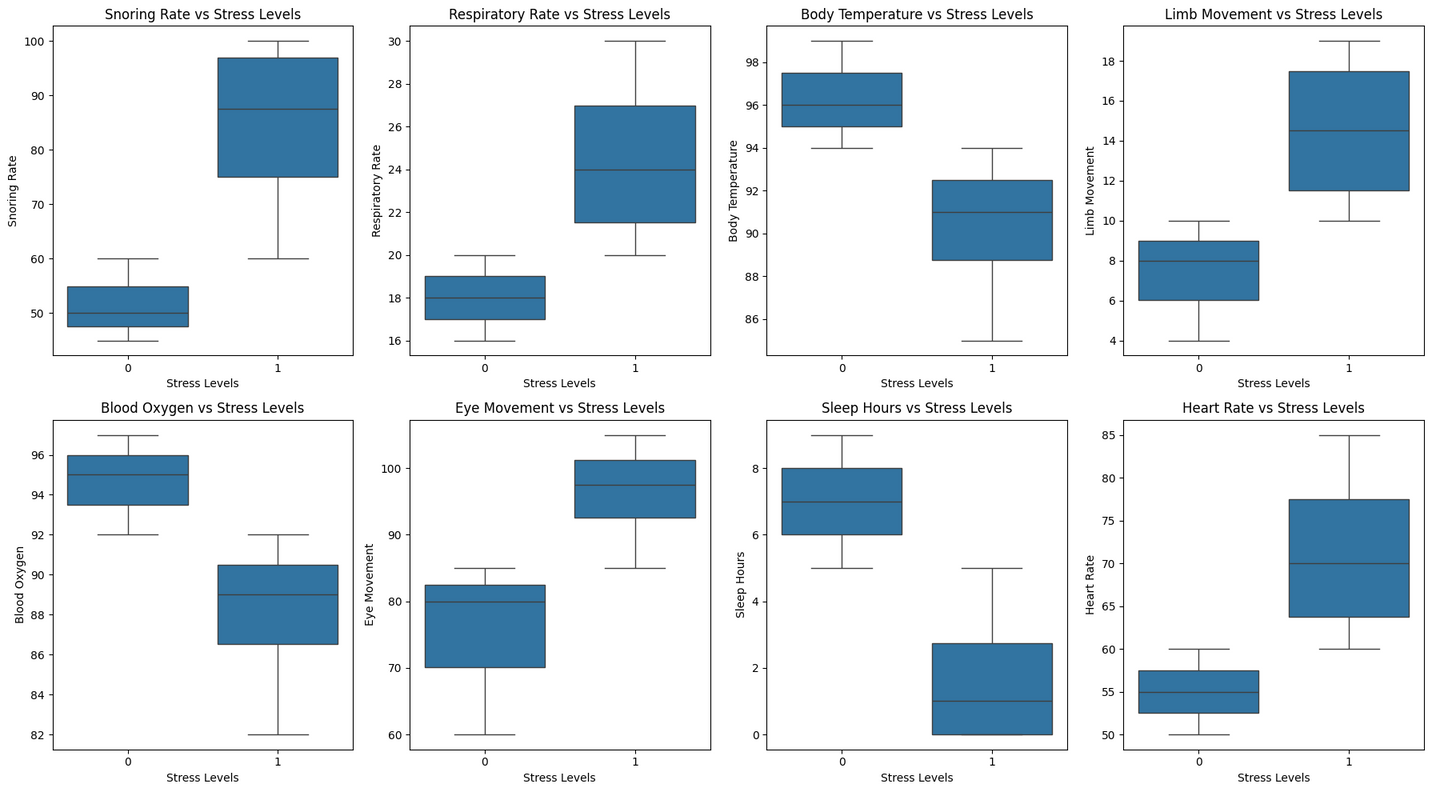 Snoring Rate vs Stress Levels
Snoring Rate
100
90
80
70
60
50
0 1
Stress Levels
Respiratory Rate vs Stress Levels
Respiratory Rate
30
28
26
24
22
20
18
16
0 1
Stress Levels
Body Temperature vs Stress Levels
Body Temperature
98
96
94
92
90
88
86
0 1
Stress Levels
Limb Movement vs Stress Levels
Limb Movement
18
16
14
12
10
8
6
4
0 1
Stress Levels
Blood Oxygen vs Stress Levels
Blood Oxygen
96
94
92
90
88
86
84
82
0 1
Stress Levels
Eye Movement vs Stress Levels
Eye Movement
100
90
80
70
60
0 1
Stress Levels
Sleep Hours vs Stress Levels
Sleep Hours
8
6
4
2
0
0 1
Stress Levels
Heart Rate vs Stress Levels
Heart Rate
85
80
75
70
65
60
55
50
0 1
Stress Levels